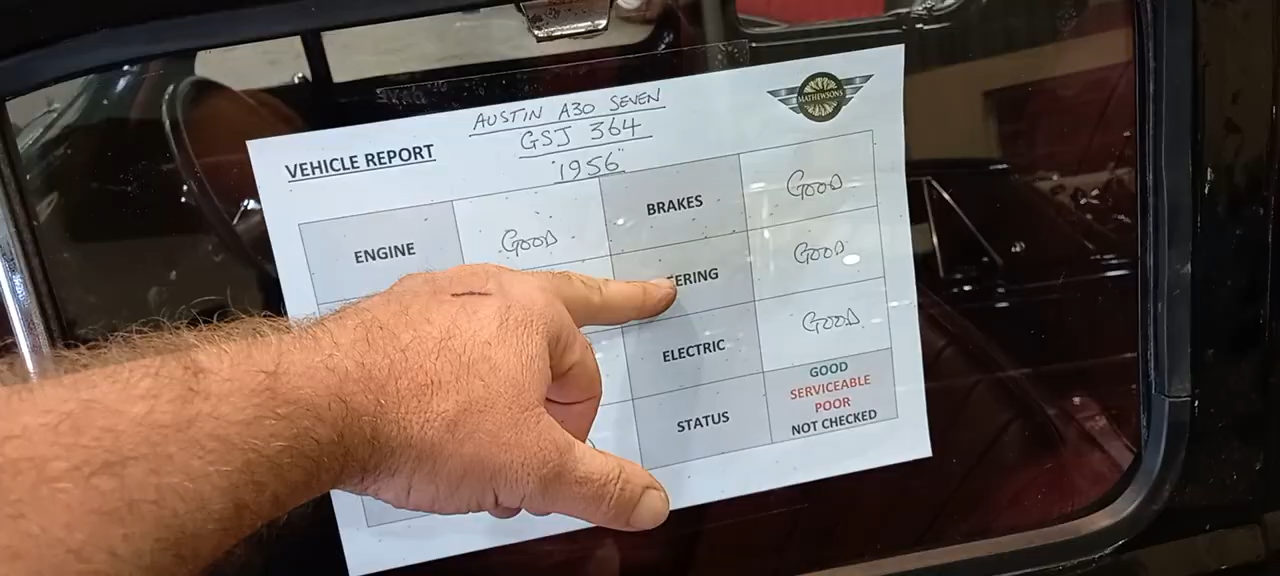 AUSTIN A30 SEVEN
GSJ 364
"1956"
MATHEWSONS
VEHICLE REPORT
ENGINE GOOD BRAKES GOOD
ERING GOOD
ELECTRIC GOOD
STATUS GOOD
SERVICEABLE
POOR
NOT CHECKED